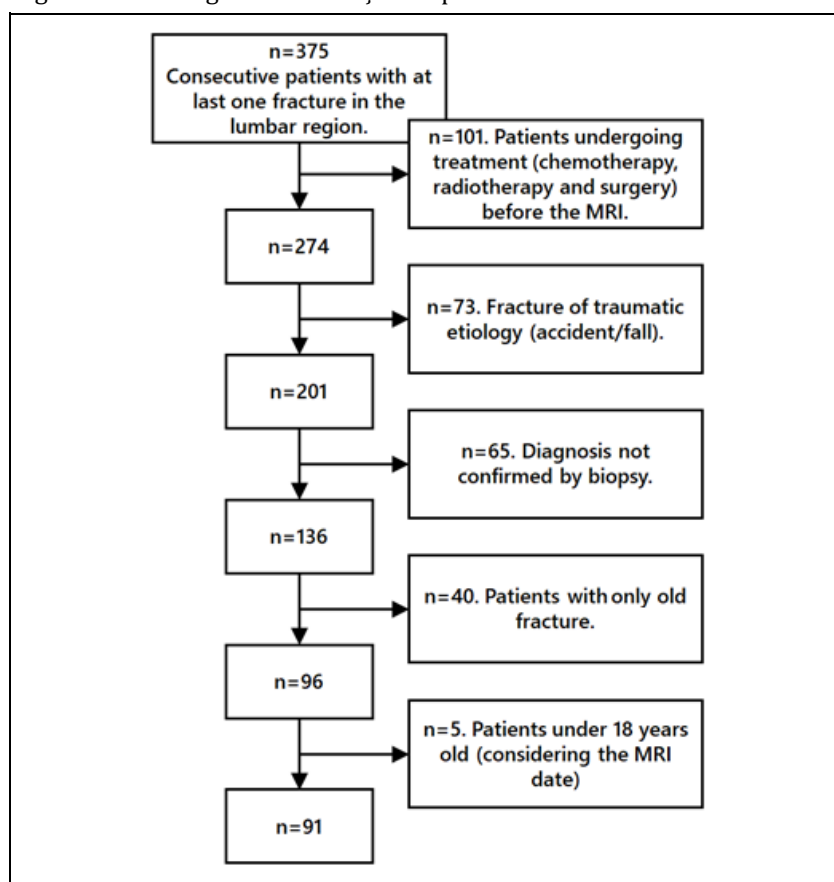 n=375
Consecutive patients with at
last one fracture in the
lumbar region.
n=101. Patients undergoing
treatment (chemotherapy,
radiotherapy and surgery)
before the MRI.
n=274
n=73. Fracture of traumatic
etiology (accident/fall).
n=201
n=65. Diagnosis not
confirmed by biopsy.
n=136
n=40. Patients with only old
fracture.
n=96
n=5. Patients under 18 years
old (considering the MRI
date)
n=91